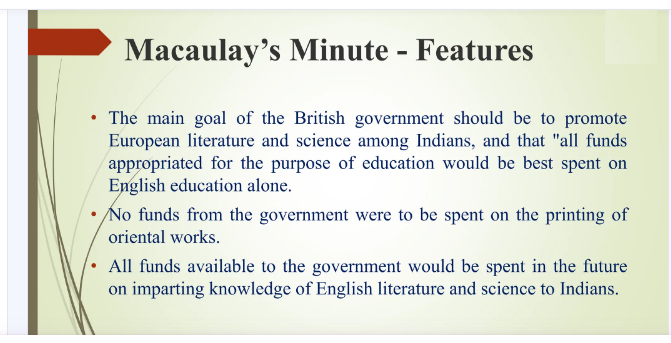 Macaulay's Minute - Features
• The main goal of the British government should be to promote
European literature and science among Indians, and that "all funds
appropriated for the purpose of education would be best spent on
English education alone.
• No funds from the government were to be spent on the printing of
oriental works.
• All funds available to the government would be spent in the future
on imparting knowledge of English literature and science to Indians.